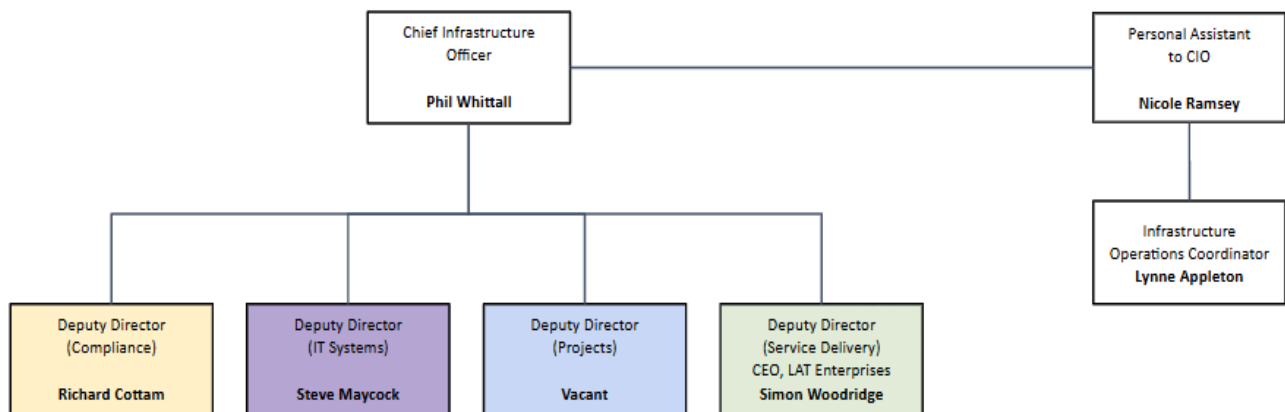 Chief Infrastructure
Officer
Phil Whittall
Personal Assistant
to CIO
Nicole Ramsey
Infrastructure
Operations Coordinator
Lynne Appleton
Deputy Director
(Compliance)
Richard Cottam
Deputy Director
(IT Systems)
Steve Maycock
Deputy Director
(Projects)
Vacant
Deputy Director
(Service Delivery)
CEO, LAT Enterprises
Simon Woodridge